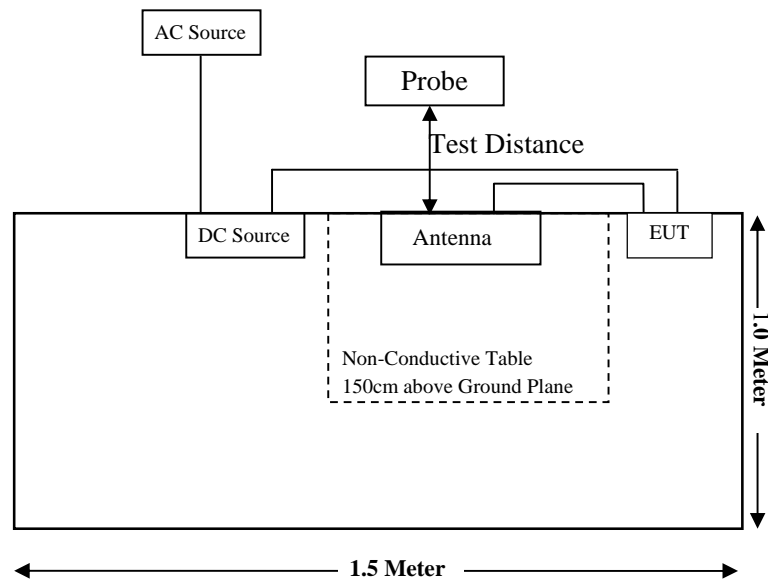 AC Source
Probe
Test Distance
DC Source
Antenna
EUT
Non-Conductive Table
150cm above Ground Plane
1.0 Meter
1.5 Meter